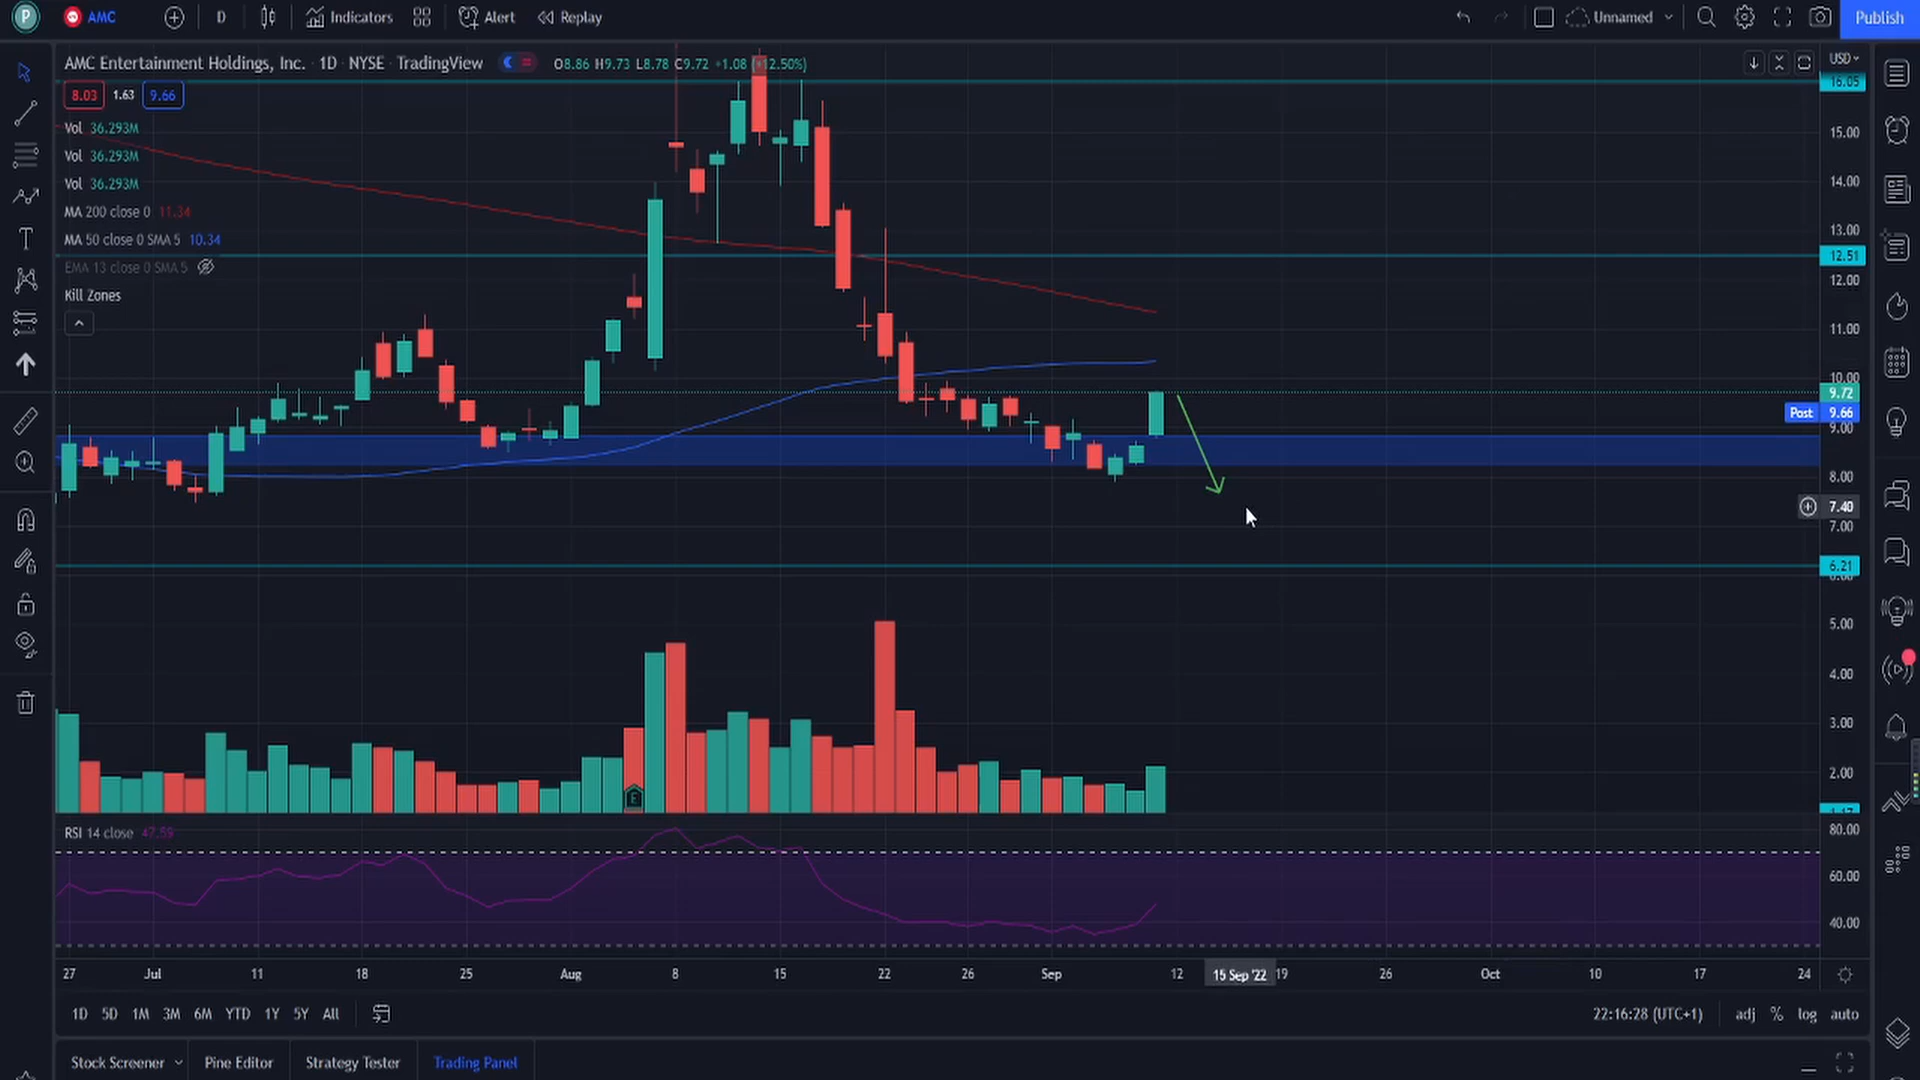 P AMC D Indicators Alert Replay Unnamed Publish
AMC Entertainment Holdings, Inc. · 1D · NYSE · TradingView O8.86 H9.73 L8.78 C9.72 +1.08 (+12.50%)
USD
8.03 1.63 9.66
16.05
Vol 36.293M
15.00
Vol 36.293M
Vol 36.293M
14.00
MA 200 close 0 11.34
13.00
MA 50 close 0 SMA 5 10.34
12.51
EMA 13 close 0 SMA 5
12.00
Kill Zones
11.00
10.00
9.72
Post 9.66
9.00
8.00
7.40
7.00
6.21
6.00
5.00
4.00
3.00
2.00
E
RSI 14 close 47.59
80.00
60.00
40.00
27 Jul 11 18 25 Aug 8 15 22 26 Sep 12 15 Sep '22 19 26 Oct 10 17 24
1D 5D 1M 3M 6M YTD 1Y 5Y All 22:16:28 (UTC+1) adj % log auto
Stock Screener Pine Editor Strategy Tester Trading Panel